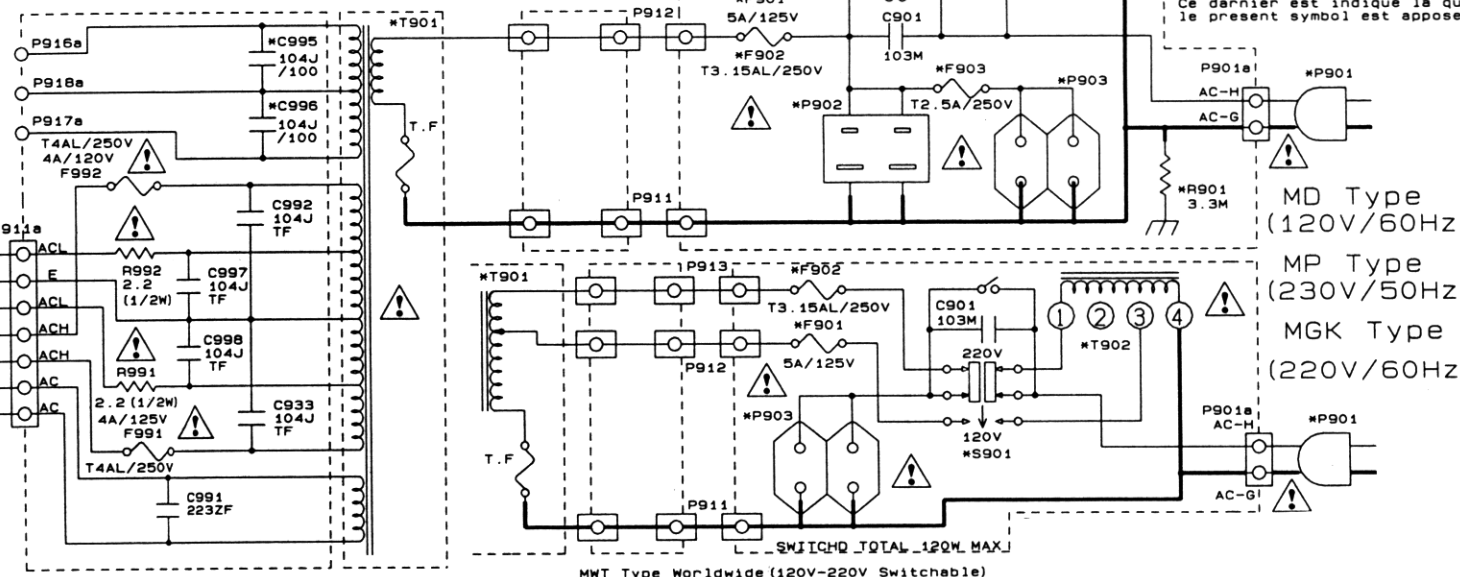 Ce darnier est indique la qu
le present symbol est appose
P916a
P918a
P917a
*C995
104J
/100
*C996
104J
/100
*T901
T.F
P912
P911
5A/125V
*F902
T3.15AL/250V
C901
103M
*F903
T2.5A/250V
*P902
*P903
P901a
AC-H
AC-G
*P901
*R901
3.3M
MD Type
(120V/60Hz
MP Type
(230V/50Hz
MGK Type
(220V/60Hz
T4AL/250V
4A/120V
F992
911a
ACL
E
ACL
ACH
ACH
AC
AC
R992
2.2
(1/2W)
C992
104J
TF
C997
104J
TF
C998
104J
TF
R991
2.2(1/2W)
4A/125V
F991
T4AL/250V
C933
104J
TF
C991
223ZF
*T901
T.F
P913
P912
P911
*F902
T3.15AL/250V
*F901
5A/125V
C901
103M
220V
120V
*S901
1 2 3 4
*T902
*P903
P901a
AC-H
AC-G
*P901
SWITCHD TOTAL 120W MAX
MWT Type Worldwide(120V-220V Switchable)